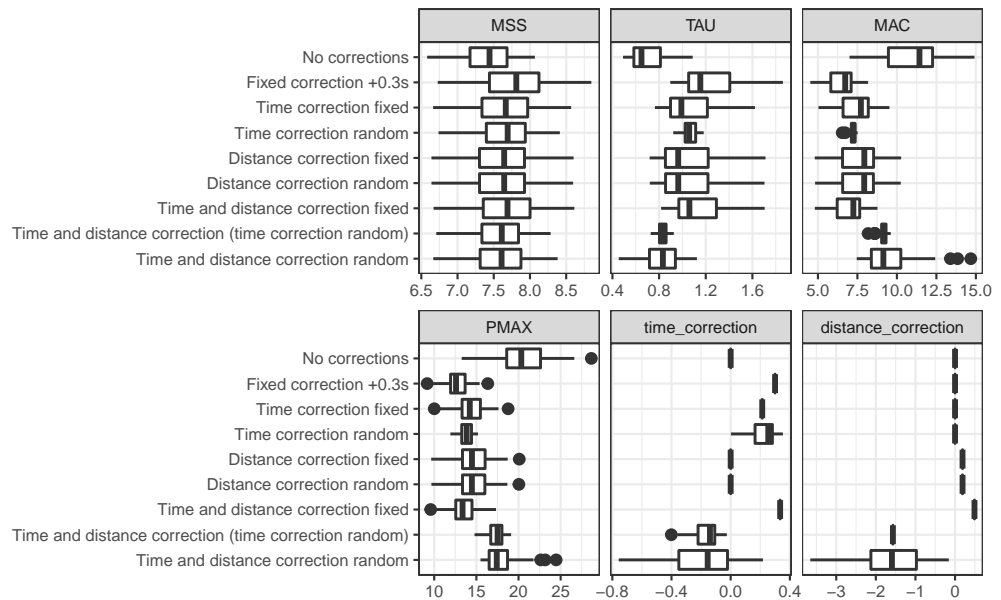 MSS TAU MAC
No corrections
Fixed correction +0.3s
Time correction fixed
Time correction random
Distance correction fixed
Distance correction random
Time and distance correction fixed
Time and distance correction (time correction random)
Time and distance correction random
6.5 7.0 7.5 8.0 8.5 0.4 0.8 1.2 1.6 5.0 7.5 10.0 12.5 15.0
PMAX time_correction distance_correction
No corrections
Fixed correction +0.3s
Time correction fixed
Time correction random
Distance correction fixed
Distance correction random
Time and distance correction fixed
Time and distance correction (time correction random)
Time and distance correction random
10 15 20 25 −0.8 −0.4 0.0 0.4 −3 −2 −1 0